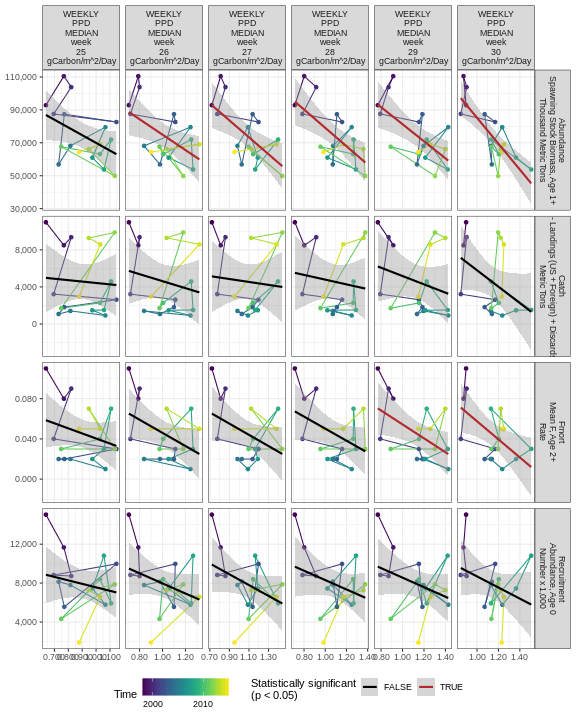 WEEKLY PPD MEDIAN week 25 gCarbon/m^2/Day
WEEKLY PPD MEDIAN week 26 gCarbon/m^2/Day
WEEKLY PPD MEDIAN week 27 gCarbon/m^2/Day
WEEKLY PPD MEDIAN week 28 gCarbon/m^2/Day
WEEKLY PPD MEDIAN week 29 gCarbon/m^2/Day
WEEKLY PPD MEDIAN week 30 gCarbon/m^2/Day
110,000
90,000
70,000
50,000
30,000
Abundance
Spawning Stock Biomass, Age 1+
Thousand Metric Tons
8,000
4,000
0
Catch
- Landings (US + Foreign) + Discards
Metric Tons
0.080
0.040
0.000
Fmort
Mean F, Age 2+
Rate
12,000
8,000
4,000
Recruitment
Abundance, Age 0
Number x 1,000
0.80 1.00 1.20
0.70 0.90 1.10 1.30
0.80 1.00 1.20 1.40
0.80 1.00 1.20 1.40
1.00 1.20 1.40
Time
2000 2010
Statistically significant
(p < 0.05)
FALSE
TRUE